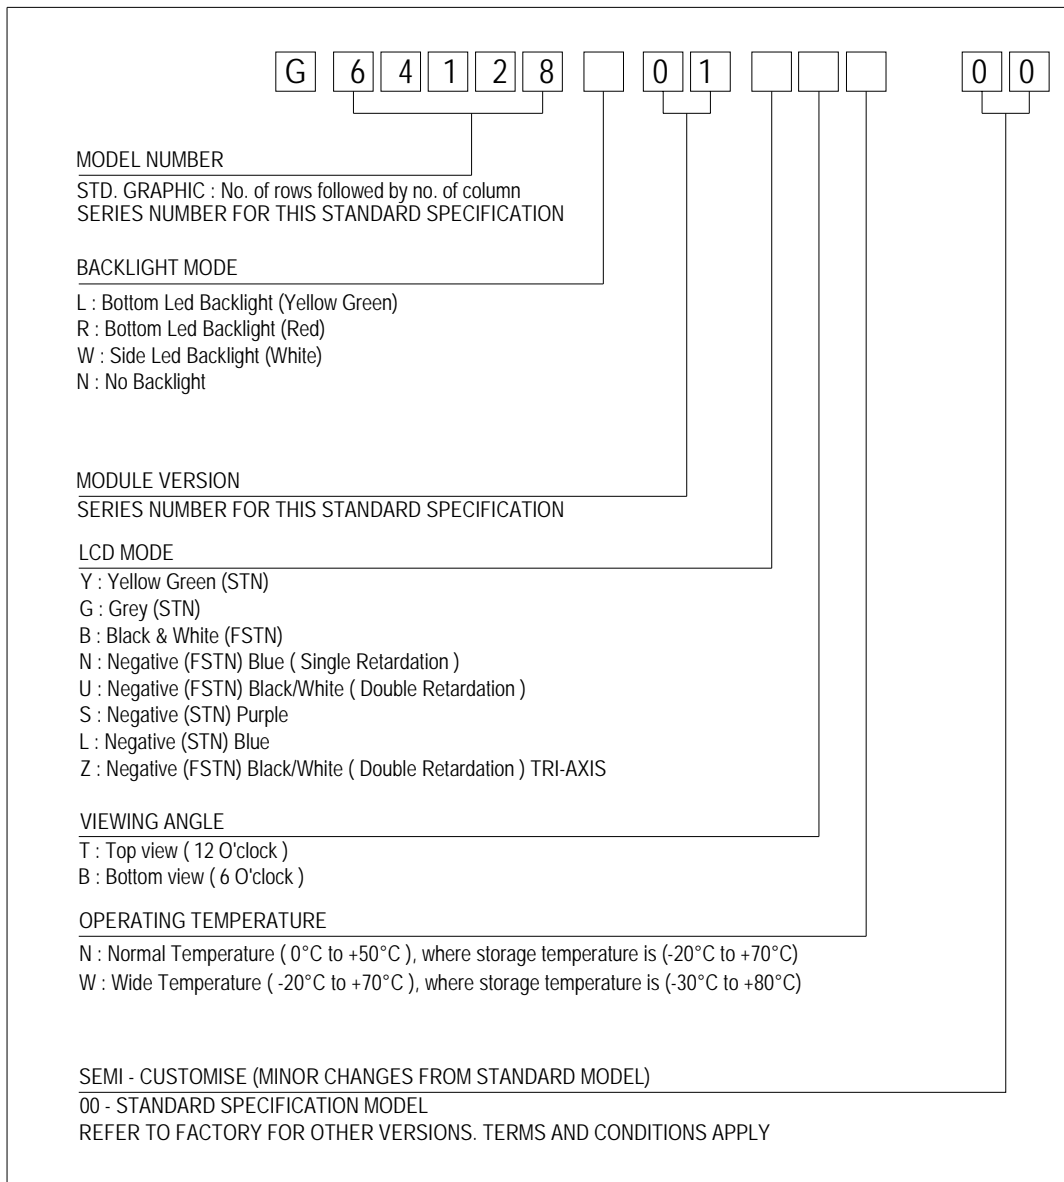 G 6 4 1 2 8 0 1 0 0
MODEL NUMBER
STD. GRAPHIC : No. of rows followed by no. of column
SERIES NUMBER FOR THIS STANDARD SPECIFICATION
BACKLIGHT MODE
L : Bottom Led Backlight (Yellow Green)
R : Bottom Led Backlight (Red)
W : Side Led Backlight (White)
N : No Backlight
MODULE VERSION
SERIES NUMBER FOR THIS STANDARD SPECIFICATION
LCD MODE
Y : Yellow Green (STN)
G : Grey (STN)
B : Black & White (FSTN)
N : Negative (FSTN) Blue ( Single Retardation )
U : Negative (FSTN) Black/White ( Double Retardation )
S : Negative (STN) Purple
L : Negative (STN) Blue
Z : Negative (FSTN) Black/White ( Double Retardation ) TRI-AXIS
VIEWING ANGLE
T : Top view ( 12 O'clock )
B : Bottom view ( 6 O'clock )
OPERATING TEMPERATURE
N : Normal Temperature ( 0°C to +50°C ), where storage temperature is (-20°C to +70°C)
W : Wide Temperature ( -20°C to +70°C ), where storage temperature is (-30°C to +80°C)
SEMI - CUSTOMISE (MINOR CHANGES FROM STANDARD MODEL)
00 - STANDARD SPECIFICATION MODEL
REFER TO FACTORY FOR OTHER VERSIONS. TERMS AND CONDITIONS APPLY